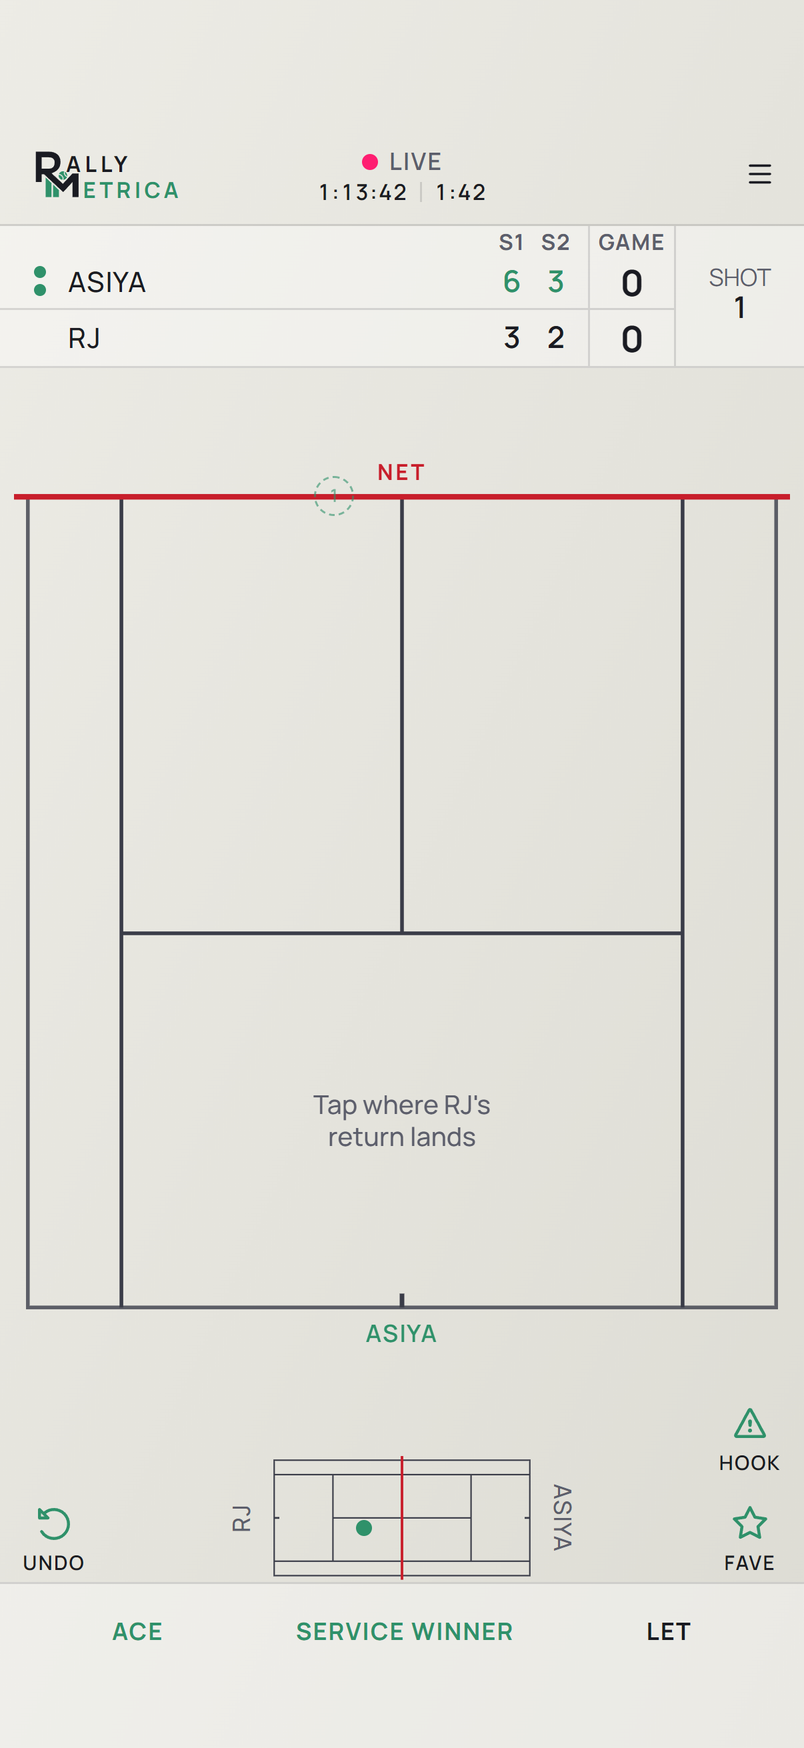 RALLY
METRICA
LIVE
1:13:42 | 1:42
S1 S2 GAME
ASIYA 6 3 0
SHOT
1
RJ 3 2 0
NET
1
Tap where RJ's
return lands
ASIYA
HOOK
RJ
ASIYA
UNDO
FAVE
ACE
SERVICE WINNER
LET